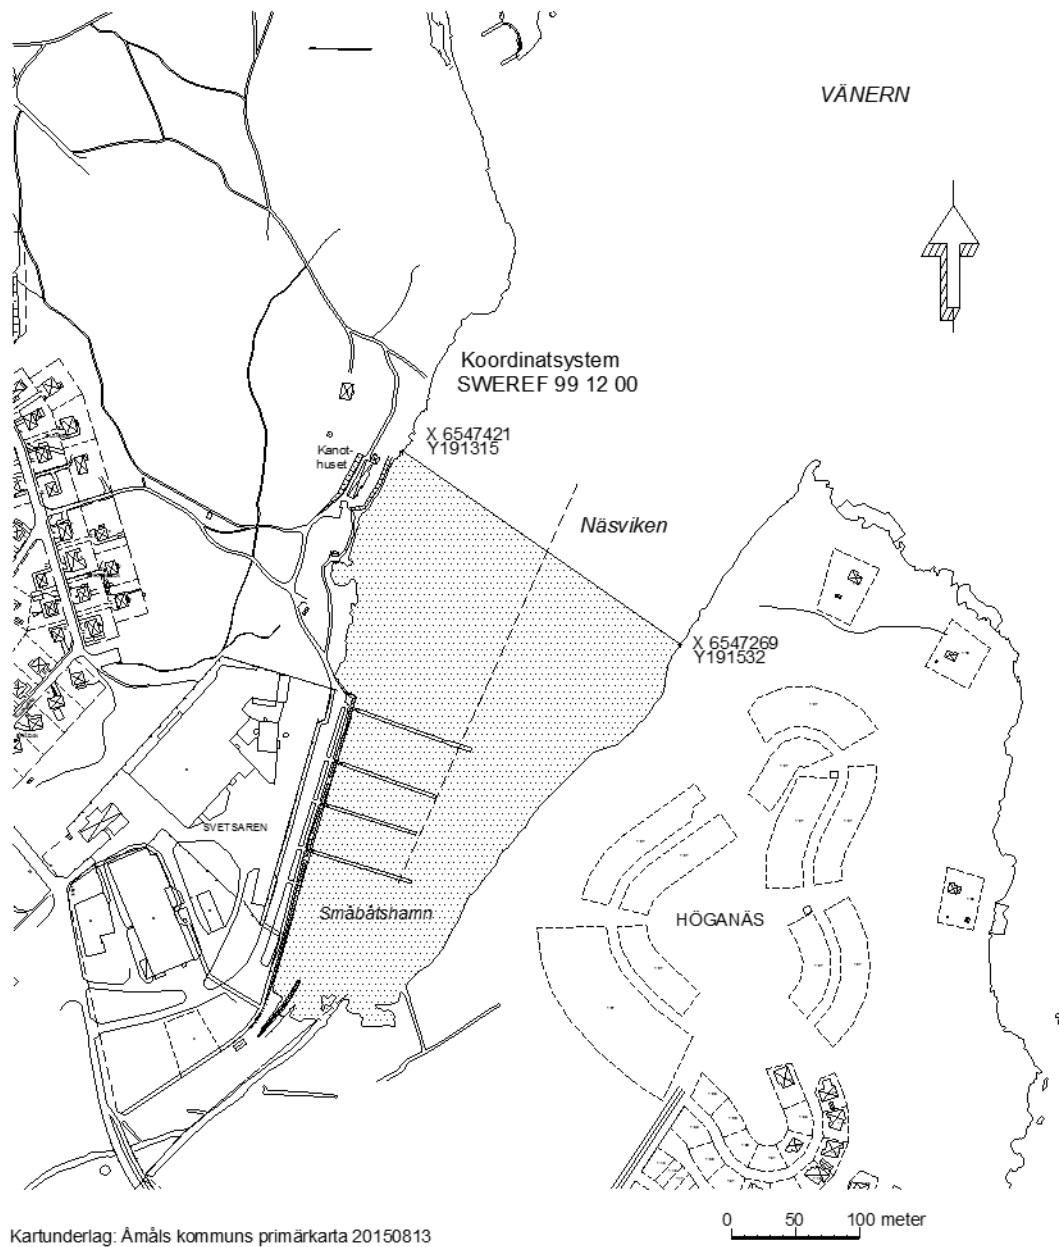 VÄNERN
Koordinatsystem
SWEREF 99 12 00
X 6547421
Y191315
Kanot-
huset
Näsviken
X 6547269
Y191532
SVETSAREN
Småbåtshamn
HÖGANÄS
0 50 100 meter
Kartunderlag: Åmåls kommuns primärkarta 20150813